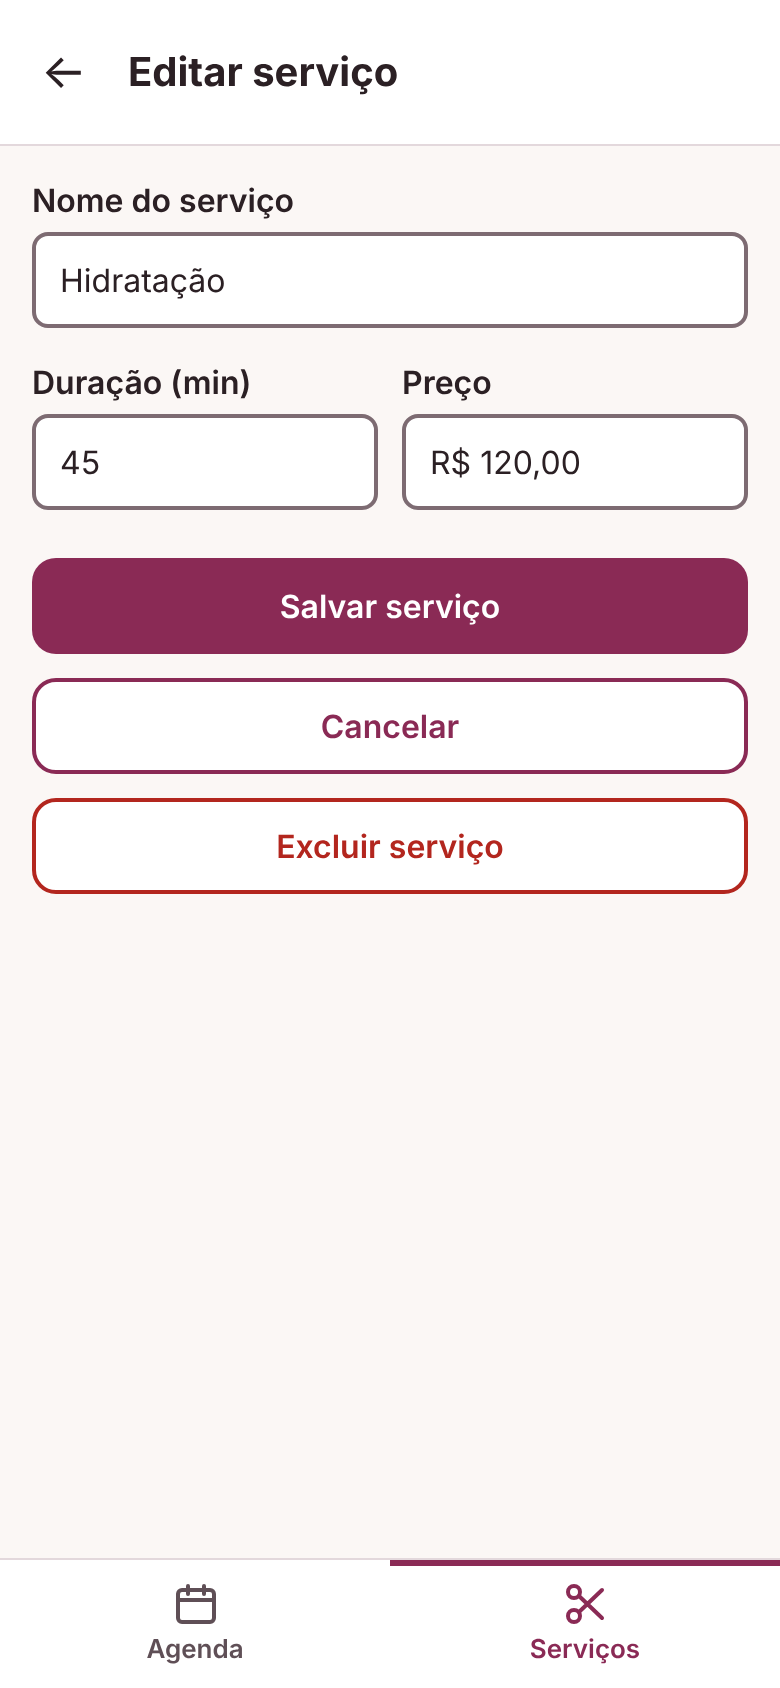 Editar serviço
Nome do serviço
Hidratação
Duração (min)
Preço
45
R$ 120,00
Salvar serviço
Cancelar
Excluir serviço
Agenda
Serviços